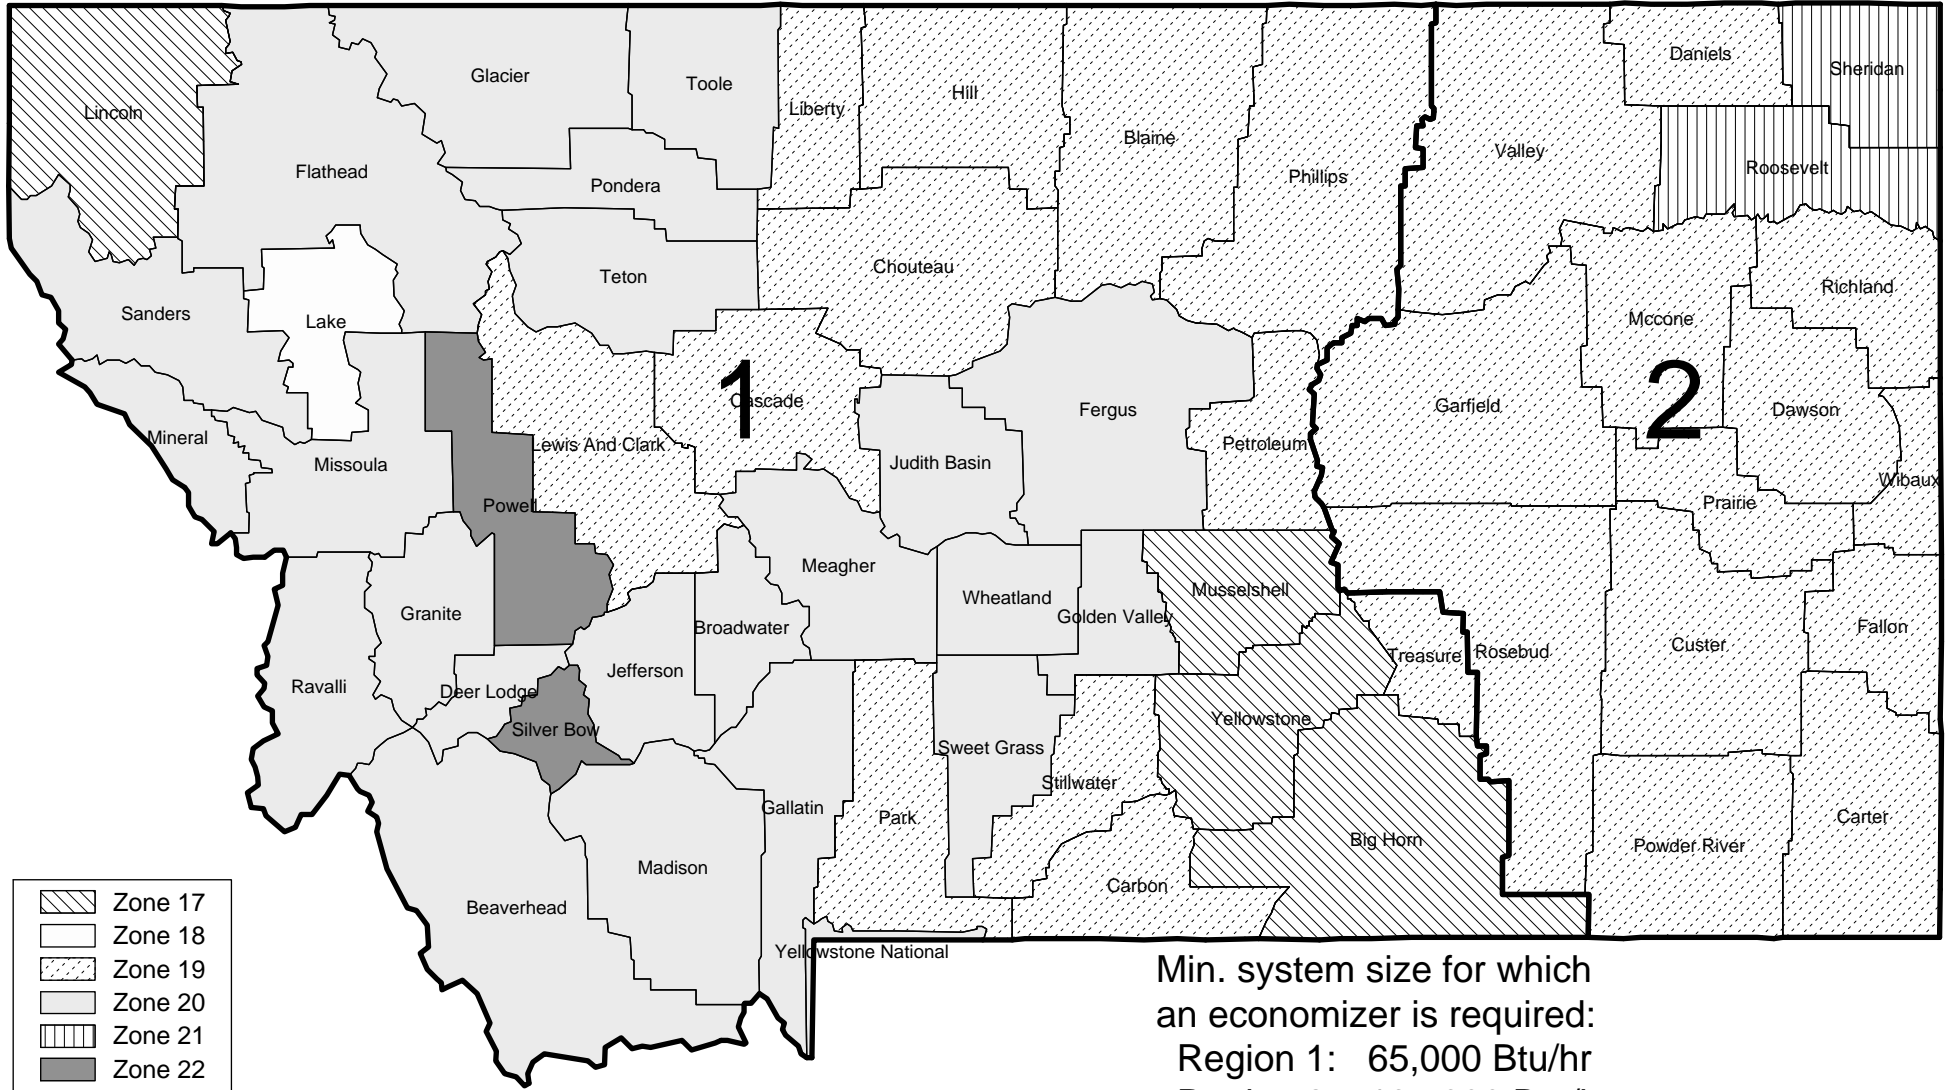 Glacier
Toole
Liberty
Hill
Blaine
Phillips
Valley
Daniels
Sheridan
Roosevelt
Lincoln
Flathead
Pondera
Teton
Chouteau
Sanders
Lake
Richland
Mccone
1
2
Cascade
Fergus
Garfield
Dawson
Mineral
Missoula
Lewis And Clark
Judith Basin
Petroleum
Wibaux
Powell
Prairie
Meagher
Musselshell
Wheatland
Golden Valley
Granite
Broadwater
Treasure
Rosebud
Custer
Fallon
Ravalli
Deer Lodge
Jefferson
Silver Bow
Yellowstone
Sweet Grass
Stillwater
Gallatin
Park
Big Horn
Powder River
Carter
Madison
Carbon
Beaverhead
Yellowstone National
Zone 17
Zone 18
Zone 19
Zone 20
Zone 21
Zone 22
Min. system size for which
an economizer is required:
Region 1: 65,000 Btu/hr